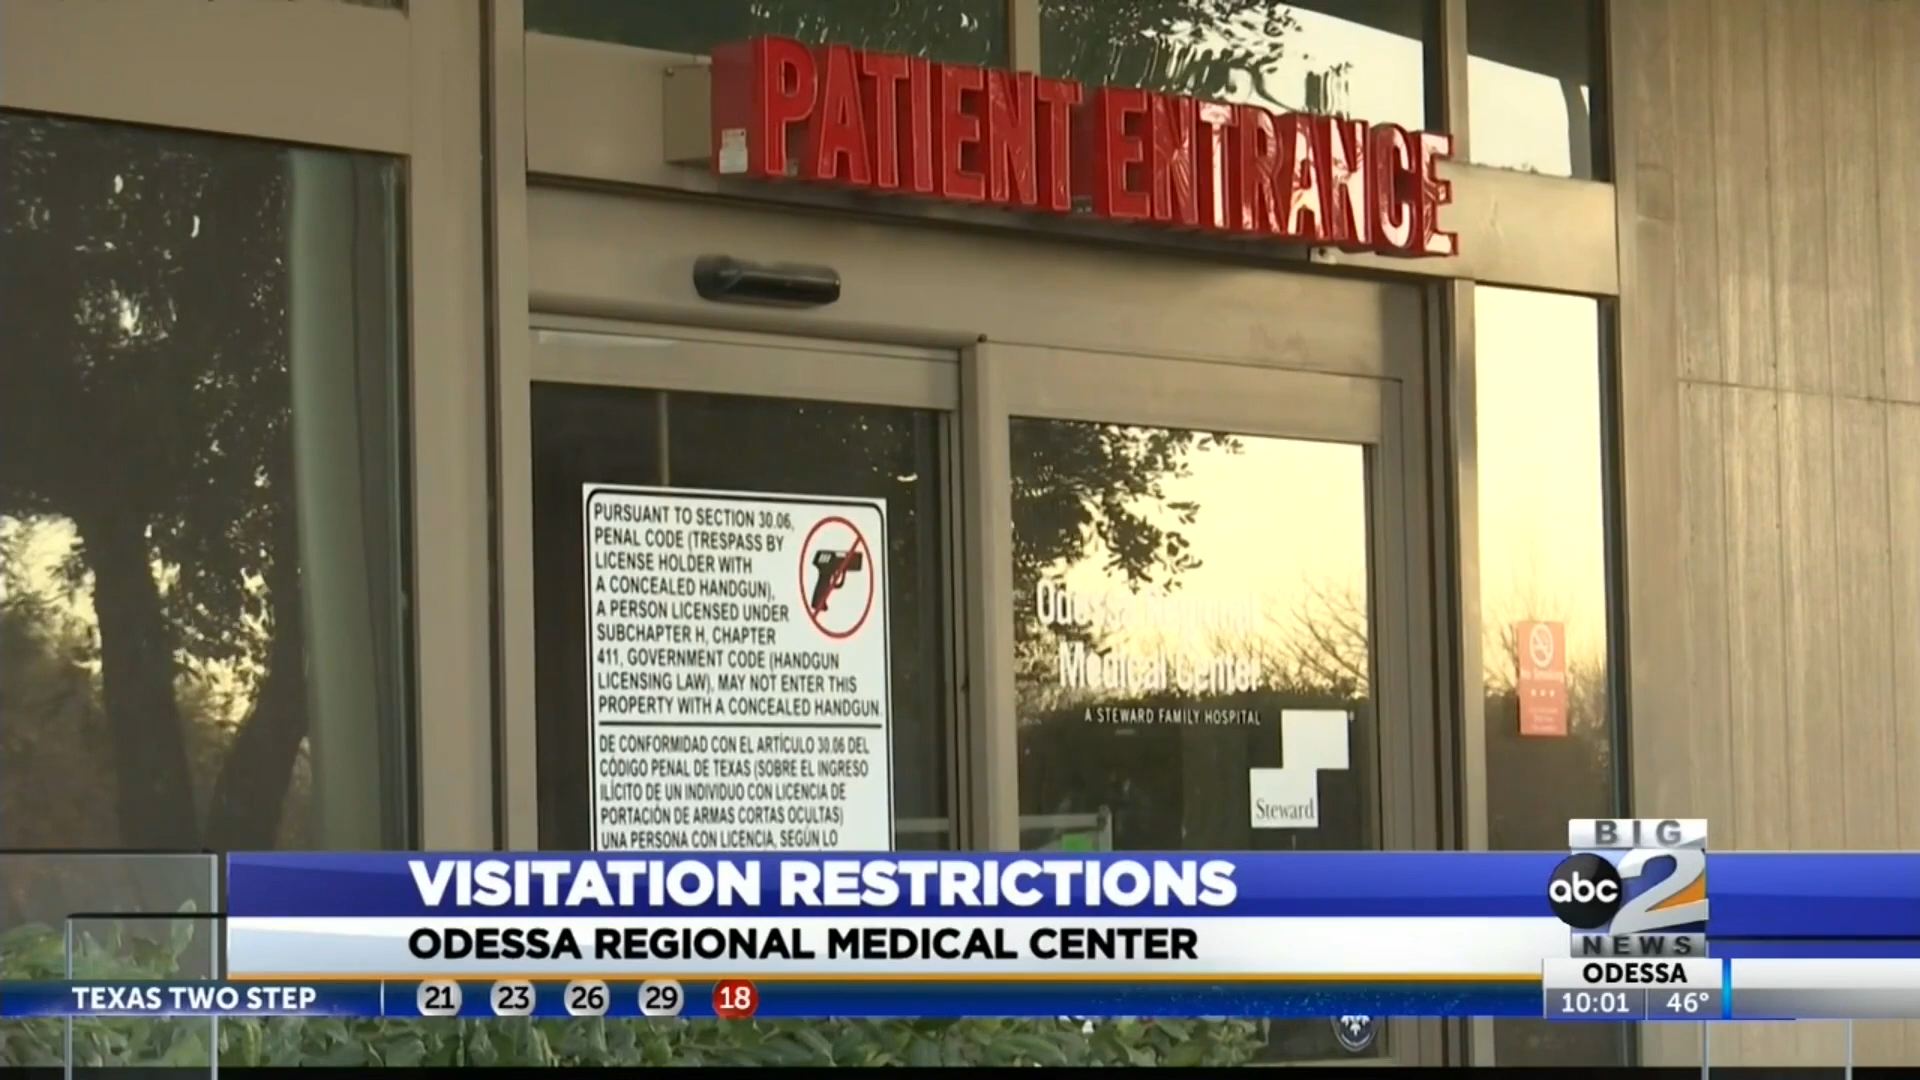 PATIENT ENTRANCE
PURSUANT TO SECTION 30.06,
PENAL CODE (TRESPASS BY
LICENSE HOLDER WITH
A CONCEALED HANDGUN),
A PERSON LICENSED UNDER
SUBCHAPTER H, CHAPTER
411, GOVERNMENT CODE (HANDGUN
LICENSING LAW), MAY NOT ENTER THIS
PROPERTY WITH A CONCEALED HANDGUN.
DE CONFORMIDAD CON EL ARTÍCULO 30.06 DEL
CÓDIGO PENAL DE TEXAS (SOBRE EL INGRESO
ILÍCITO DE UN INDIVIDUO CON LICENCIA DE
PORTACIÓN DE ARMAS CORTAS OCULTAS)
UNA PERSONA CON LICENCIA, SEGÚN LO
Odessa Regional
Medical Center
A STEWARD FAMILY HOSPITAL
Steward
No Smoking
VISITATION RESTRICTIONS
ODESSA REGIONAL MEDICAL CENTER
BIG
abc 2
NEWS
ODESSA
10:01 46°
TEXAS TWO STEP 21 23 26 29 18